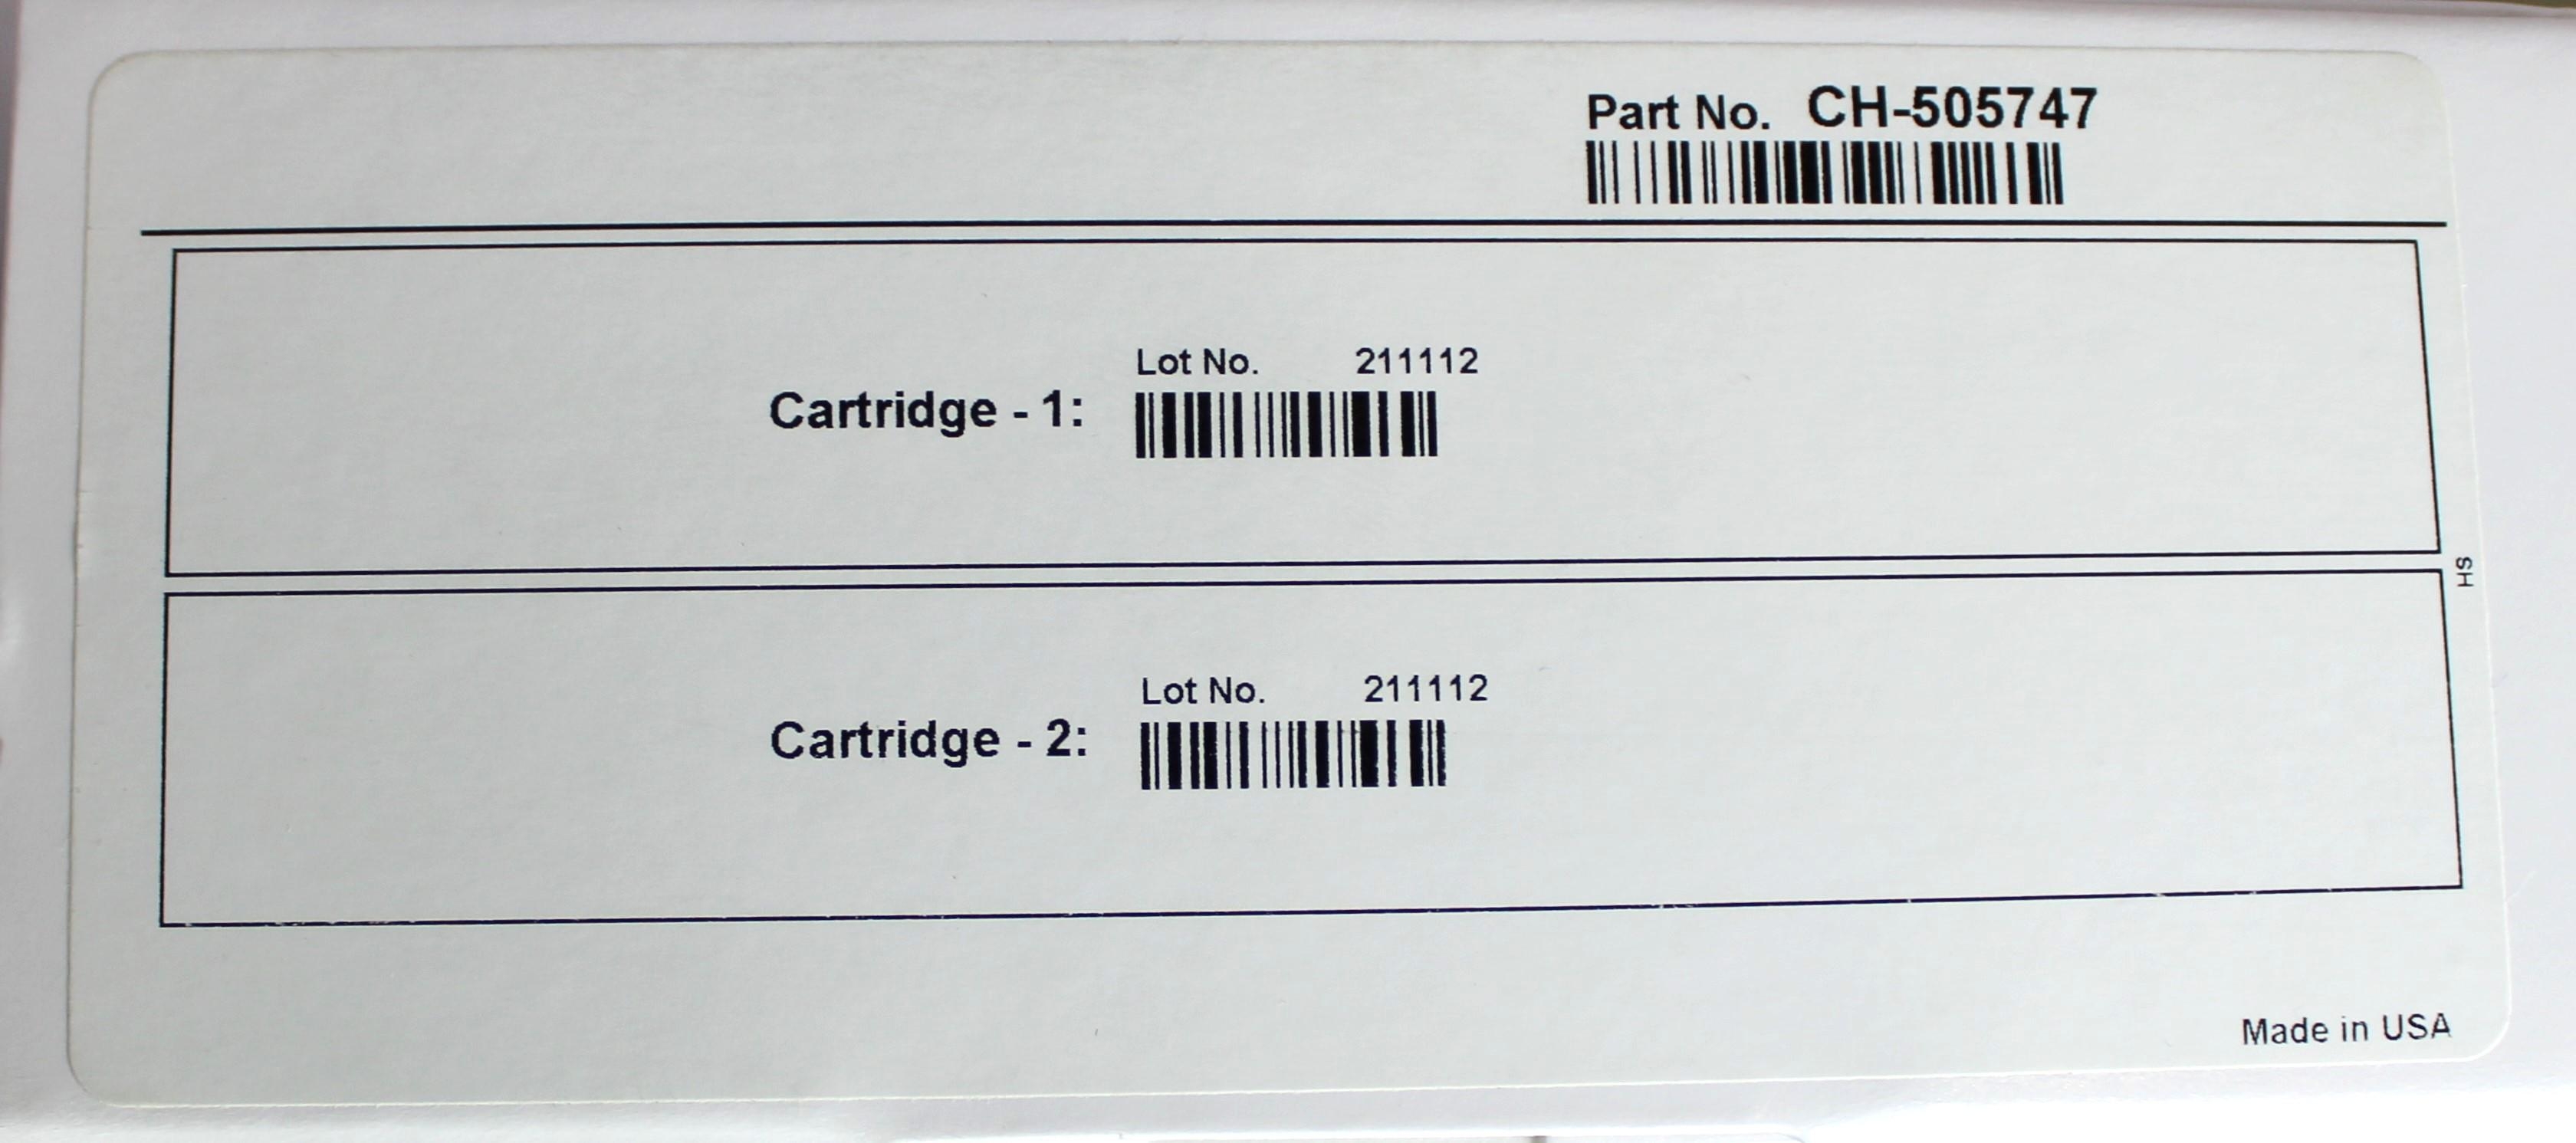 Part No. CH-505747
Lot No. 211112
Cartridge - 1:
HS
Lot No. 211112
Cartridge - 2:
Made in USA